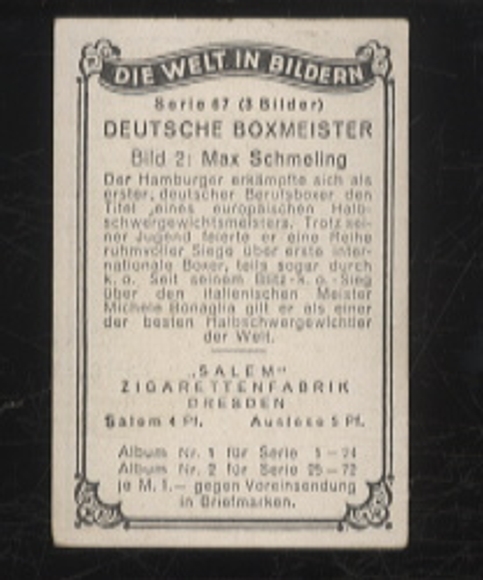 DIE WELT IN BILDERN
Serie 67 (3 Bilder)
DEUTSCHE BOXMEISTER
Bild 2: Max Schmeling
Der Hamburger erkämpfte sich als
erster deutscher Berufsboxer den
Titel eines europäischen Halb-
schwergewichtsmeisters. Trotz sei-
ner Jugend feierte er eine Reihe
ruhmvoller Siege über erste inter-
nationale Boxer, teils sogar durch
k. o. Seit seinem Blitz-k. o.-Sieg
über den italienischen Meister
Michele Bonaglia gilt er als einer
der besten Halbschwergewichtler
der Welt.
„SALEM“
ZIGARETTENFABRIK
DRESDEN
Salem 4 Pf. Auslese 5 Pf.
Album Nr. 1 für Serie 1–24
Album Nr. 2 für Serie 25–72
je M. 1.— gegen Voreinsendung
in Briefmarken.